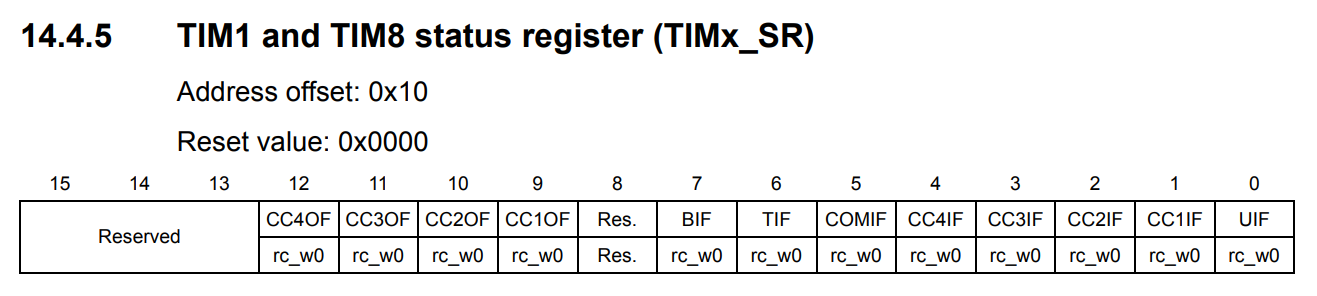 14.4.5 TIM1 and TIM8 status register (TIMx_SR)
Address offset: 0x10
Reset value: 0x0000
15 14 13 12 11 10 9 8 7 6 5 4 3 2 1 0
Reserved CC4OF CC3OF CC2OF CC1OF Res. BIF TIF COMIF CC4IF CC3IF CC2IF CC1IF UIF
rc_w0 rc_w0 rc_w0 rc_w0 Res. rc_w0 rc_w0 rc_w0 rc_w0 rc_w0 rc_w0 rc_w0 rc_w0